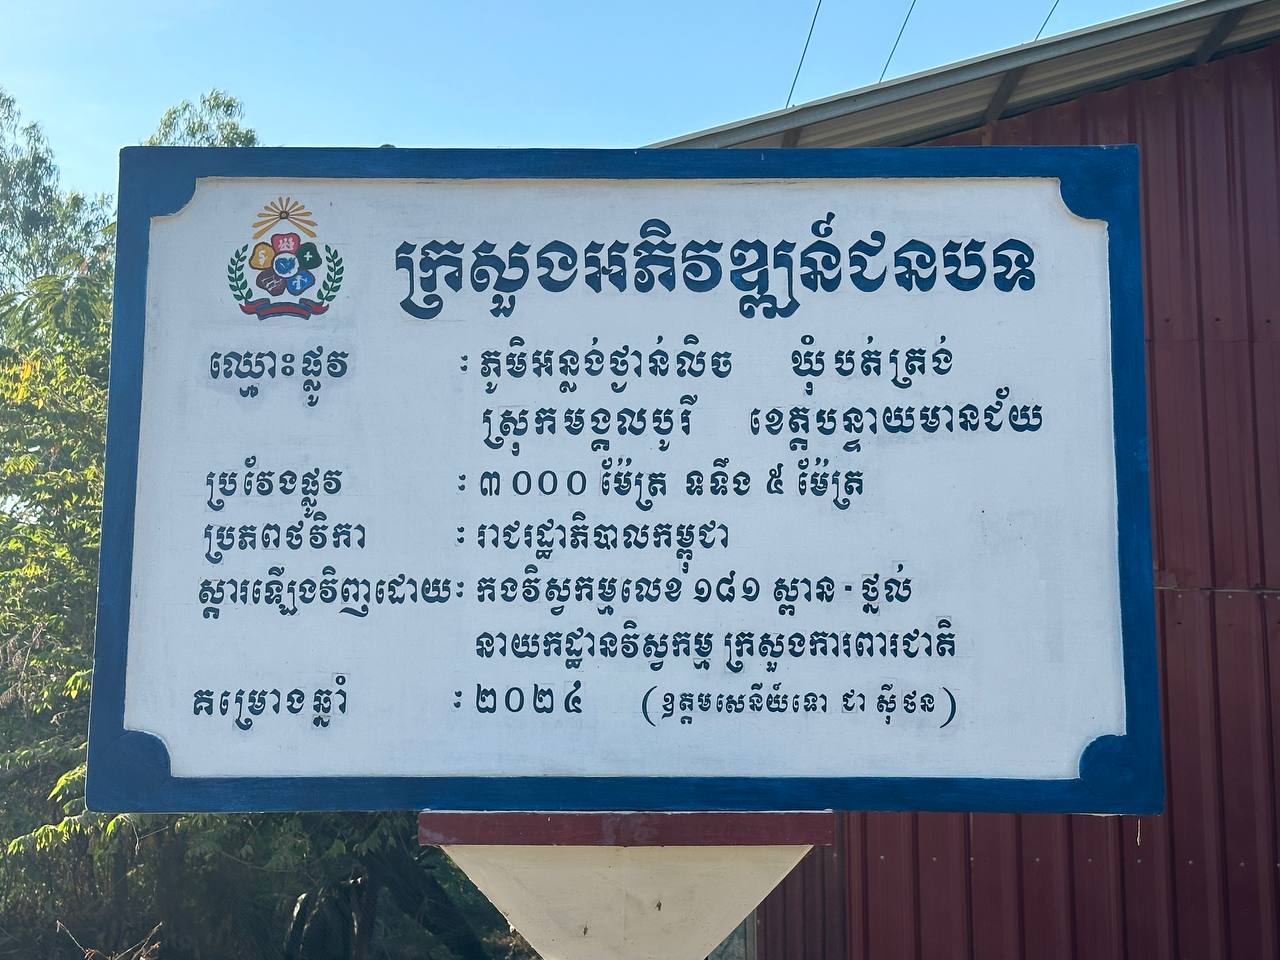 ក្រសួងអភិវឌ្ឍន៍ជនបទ
ឈ្មោះផ្លូវ : ភូមិអន្លង់ថ្ងាន់លិច ឃុំបត់ត្រង់
ស្រុកមង្គលបូរី ខេត្តបន្ទាយមានជ័យ
ប្រវែងផ្លូវ : ៣០០០ ម៉ែត្រ ទទឹង ៥ ម៉ែត្រ
ប្រភពថវិកា : រាជរដ្ឋាភិបាលកម្ពុជា
ស្តារឡើងវិញដោយ : កងវិស្វកម្មលេខ ១៨១ ស្ពាន - ថ្នល់
នាយកដ្ឋានវិស្វកម្ម ក្រសួងការពារជាតិ
គម្រោងឆ្នាំ : ២០២៤ (ឧត្តមសេនីយ៍ទោ ជា ស៊ីថន)